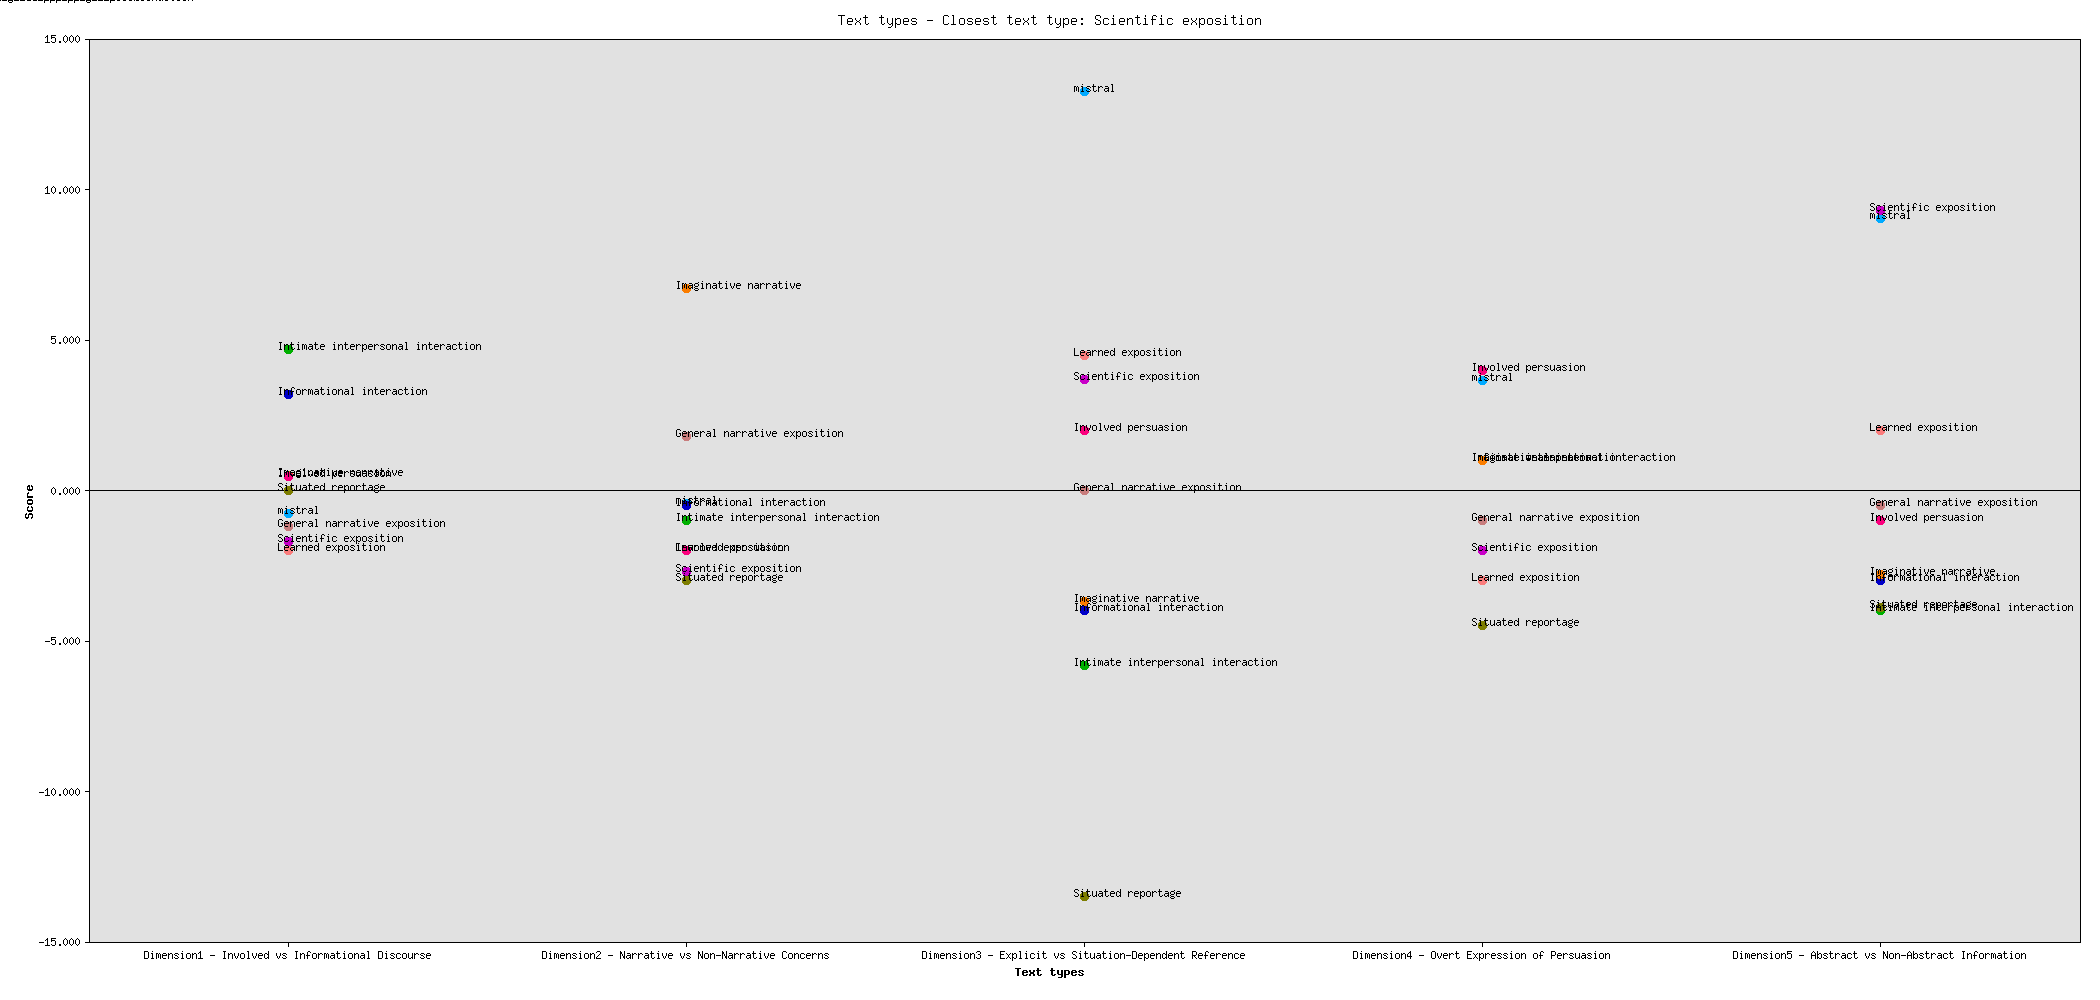 Text types - Closest text type: Scientific exposition
15.000
mistral
10.000
Scientific exposition
mistral
Imaginative narrative
5.000
Intimate interpersonal interaction
Learned exposition
Scientific exposition
Involved persuasion
mistral
Informational interaction
General narrative exposition
Involved persuasion
Learned exposition
Imaginative narrative
Involved persuasion
Situated reportage
0.000
General narrative exposition
Score
mistral
General narrative exposition
Scientific exposition
Learned exposition
mistral
Informational interaction
Intimate interpersonal interaction
Scientific exposition
Situated reportage
General narrative exposition
Scientific exposition
Learned exposition
Situated reportage
General narrative exposition
Involved persuasion
Imaginative narrative
Informational interaction
Situated reportage
Intimate interpersonal interaction
Imaginative narrative
Informational interaction
-5.000
Intimate interpersonal interaction
-10.000
Situated reportage
-15.000
Dimension1 - Involved vs Informational Discourse
Dimension2 - Narrative vs Non-Narrative Concerns
Dimension3 - Explicit vs Situation-Dependent Reference
Dimension4 - Overt Expression of Persuasion
Dimension5 - Abstract vs Non-Abstract Information
Text types